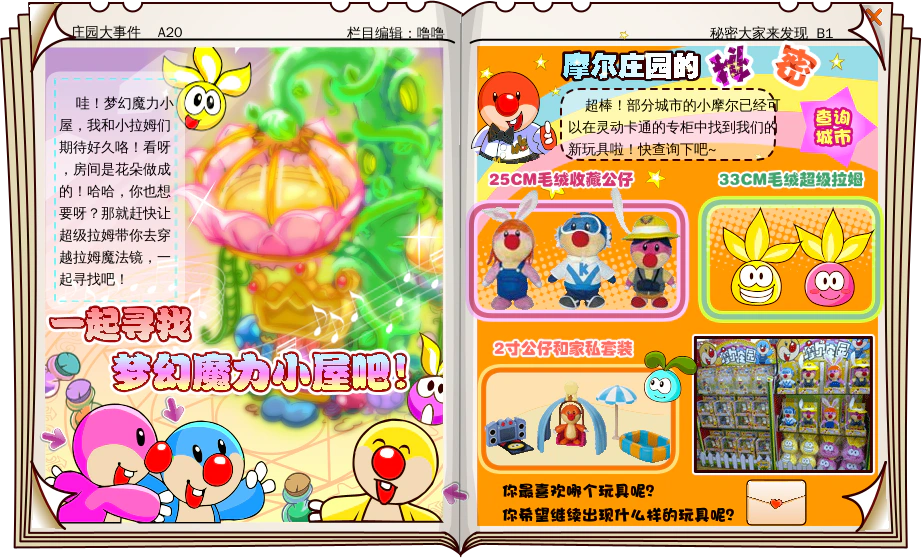 庄园大事件 A20
栏目编辑：噜噜
哇！梦幻魔力小
屋，我和小拉姆们
期待好久咯！看呀
，房间是花朵做成
的！哈哈，你也想
要呀？那就赶快让
超级拉姆带你去穿
越拉姆魔法镜，一
起寻找吧！
一起寻找
梦幻魔力小屋吧！
秘密大家来发现 B1
摩尔庄园的秘密
超棒！部分城市的小摩尔已经可
以在灵动卡通的专柜中找到我们的
新玩具啦！快查询下吧~
查询
城市
25CM毛绒收藏公仔
33CM毛绒超级拉姆
K
2寸公仔和家私套装
你最喜欢哪个玩具呢？
你希望继续出现什么样的玩具呢？